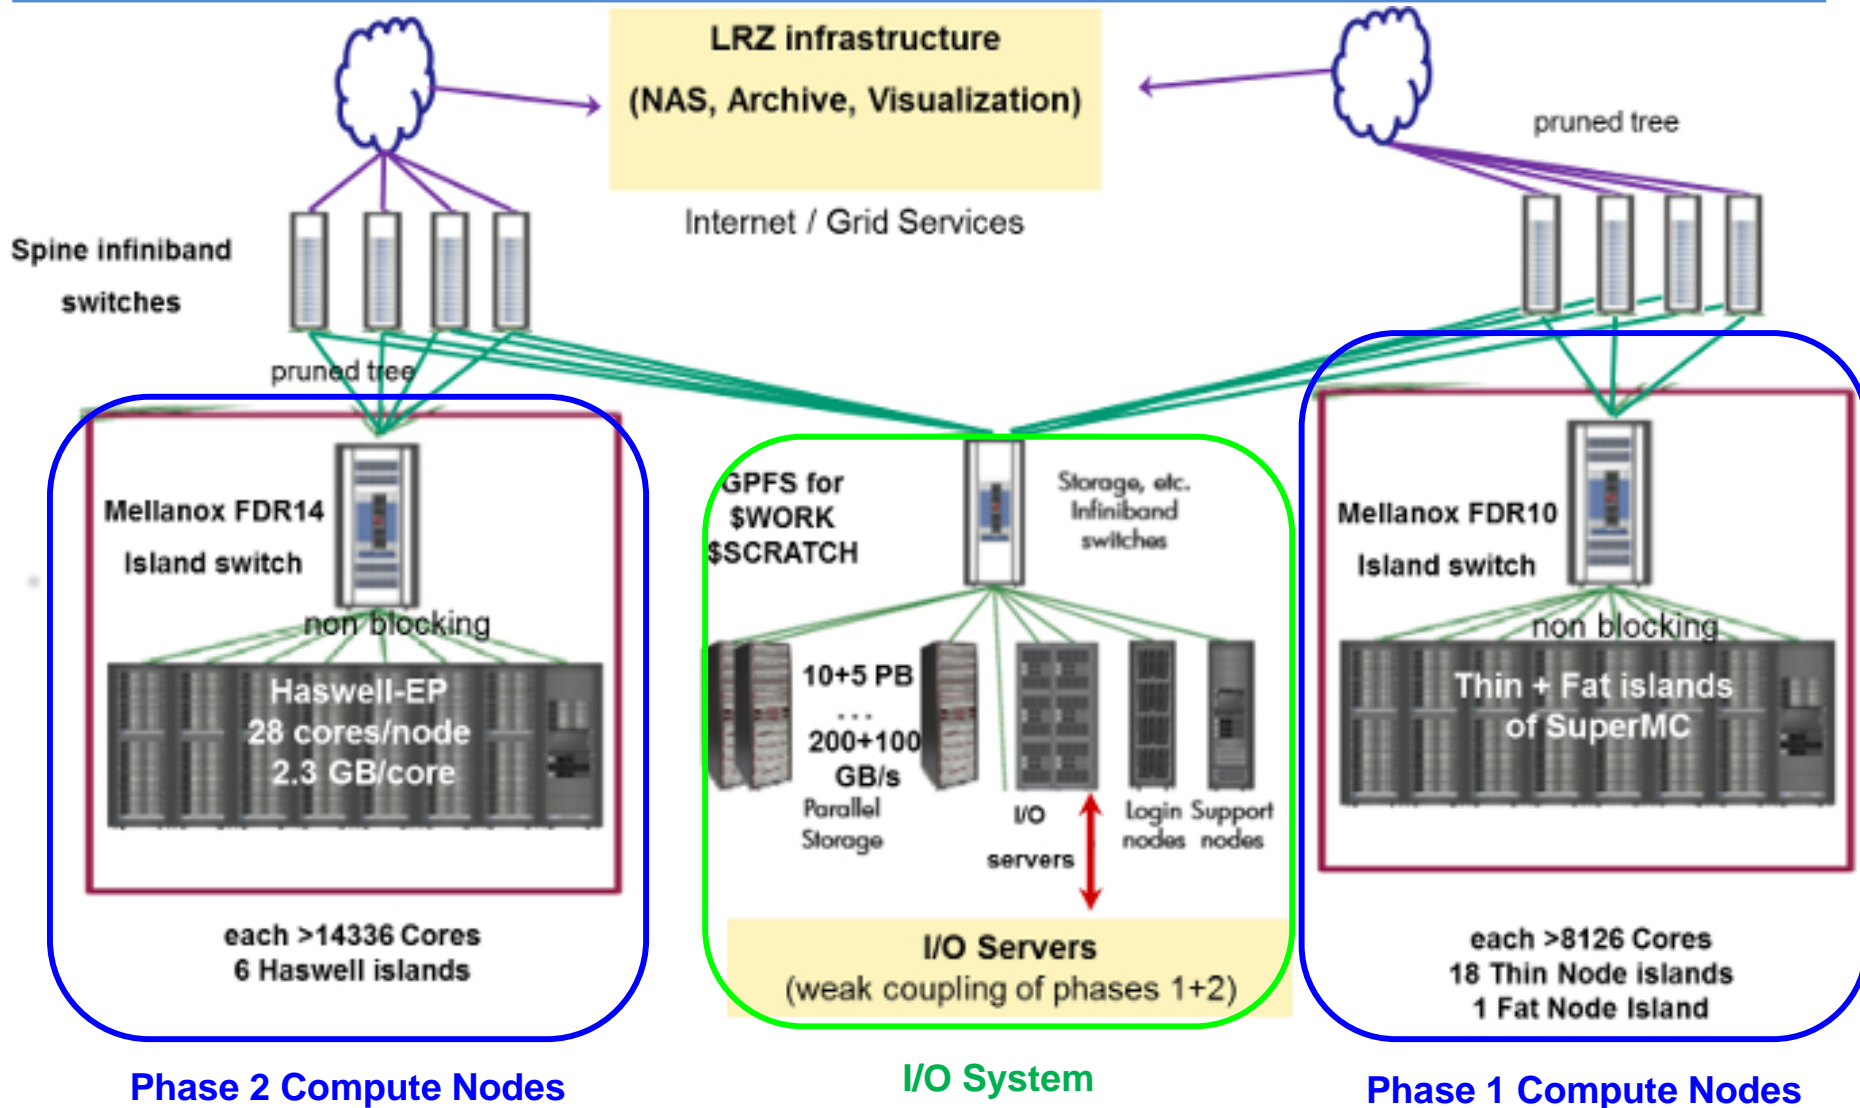 LRZ infrastructure
(NAS, Archive, Visualization)
pruned tree
Internet / Grid Services
Spine infiniband
switches
pruned tree
Mellanox FDR14
Island switch
non blocking
Haswell-EP
28 cores/node
2.3 GB/core
each >14336 Cores
6 Haswell islands
Phase 2 Compute Nodes
GPFS for
$WORK
$SCRATCH
Storage, etc.
Infiniband
switches
10+5 PB
...
200+100
GB/s
Parallel
Storage
I/O
servers
Login
nodes
Support
nodes
I/O Servers
(weak coupling of phases 1+2)
I/O System
Mellanox FDR10
Island switch
non blocking
Thin + Fat islands
of SuperMC
each >8126 Cores
18 Thin Node islands
1 Fat Node Island
Phase 1 Compute Nodes